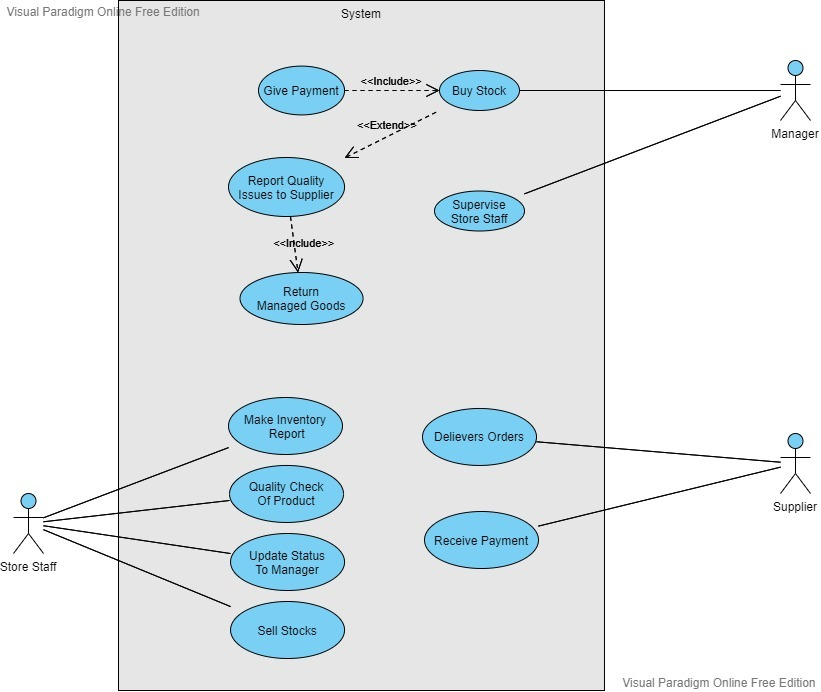 Visual Paradigm Online Free Edition
System
Give Payment
<<Include>>
Buy Stock
Manager
<<Extend>>
Report Quality
Issues to Supplier
Supervise
Store Staff
<<Include>>
Return
Managed Goods
Make Inventory
Report
Delievers Orders
Quality Check
Of Product
Supplier
Store Staff
Update Status
To Manager
Receive Payment
Sell Stocks
Visual Paradigm Online Free Edition